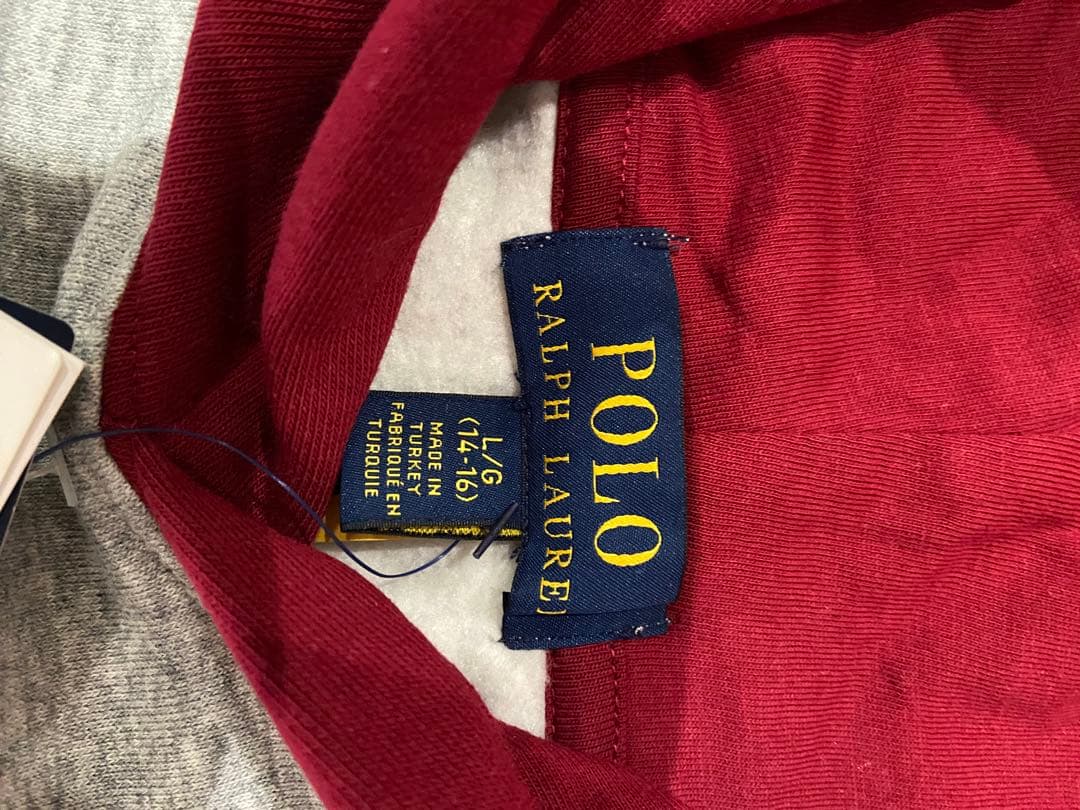 POLO
RALPH LAURE
L/G
(14-16)
MADE IN
TURKEY
FABRIQUÉ EN
TURQUIE